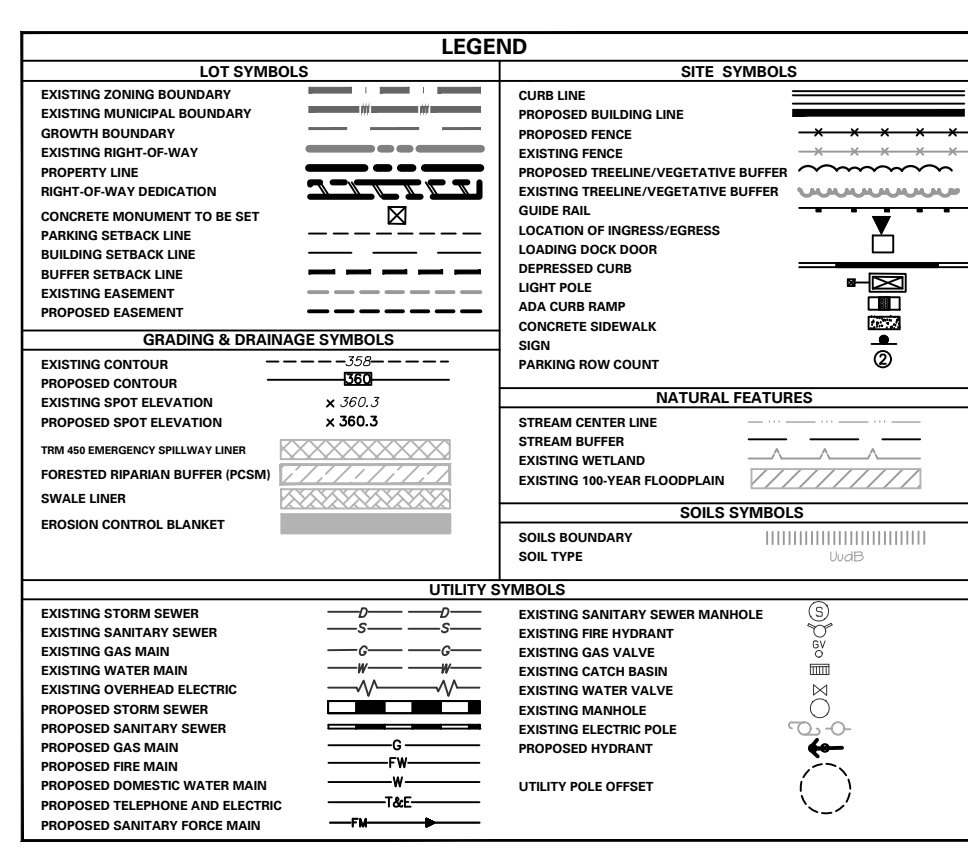 LEGEND
LOT SYMBOLS
EXISTING ZONING BOUNDARY
EXISTING MUNICIPAL BOUNDARY
GROWTH BOUNDARY
EXISTING RIGHT-OF-WAY
PROPERTY LINE
RIGHT-OF-WAY DEDICATION
CONCRETE MONUMENT TO BE SET
PARKING SETBACK LINE
BUILDING SETBACK LINE
BUFFER SETBACK LINE
EXISTING EASEMENT
PROPOSED EASEMENT
GRADING & DRAINAGE SYMBOLS
EXISTING CONTOUR 358
PROPOSED CONTOUR 360
EXISTING SPOT ELEVATION x 360.3
PROPOSED SPOT ELEVATION x 360.3
TRM 450 EMERGENCY SPILLWAY LINER
FORESTED RIPARIAN BUFFER (PCSM)
SWALE LINER
EROSION CONTROL BLANKET
SITE SYMBOLS
CURB LINE
PROPOSED BUILDING LINE
PROPOSED FENCE
EXISTING FENCE
PROPOSED TREELINE/VEGETATIVE BUFFER
EXISTING TREELINE/VEGETATIVE BUFFER
GUIDE RAIL
LOCATION OF INGRESS/EGRESS
LOADING DOCK DOOR
DEPRESSED CURB
LIGHT POLE
ADA CURB RAMP
CONCRETE SIDEWALK
SIGN
PARKING ROW COUNT 2
NATURAL FEATURES
STREAM CENTER LINE
STREAM BUFFER
EXISTING WETLAND
EXISTING 100-YEAR FLOODPLAIN
SOILS SYMBOLS
SOILS BOUNDARY
SOIL TYPE UudB
UTILITY SYMBOLS
EXISTING STORM SEWER D D
EXISTING SANITARY SEWER S S
EXISTING GAS MAIN G G
EXISTING WATER MAIN W W
EXISTING OVERHEAD ELECTRIC
PROPOSED STORM SEWER
PROPOSED SANITARY SEWER
PROPOSED GAS MAIN G
PROPOSED FIRE MAIN FW
PROPOSED DOMESTIC WATER MAIN W
PROPOSED TELEPHONE AND ELECTRIC T&E
PROPOSED SANITARY FORCE MAIN FM
EXISTING SANITARY SEWER MANHOLE S
EXISTING FIRE HYDRANT
EXISTING GAS VALVE GV
EXISTING CATCH BASIN
EXISTING WATER VALVE
EXISTING MANHOLE
EXISTING ELECTRIC POLE
PROPOSED HYDRANT
UTILITY POLE OFFSET